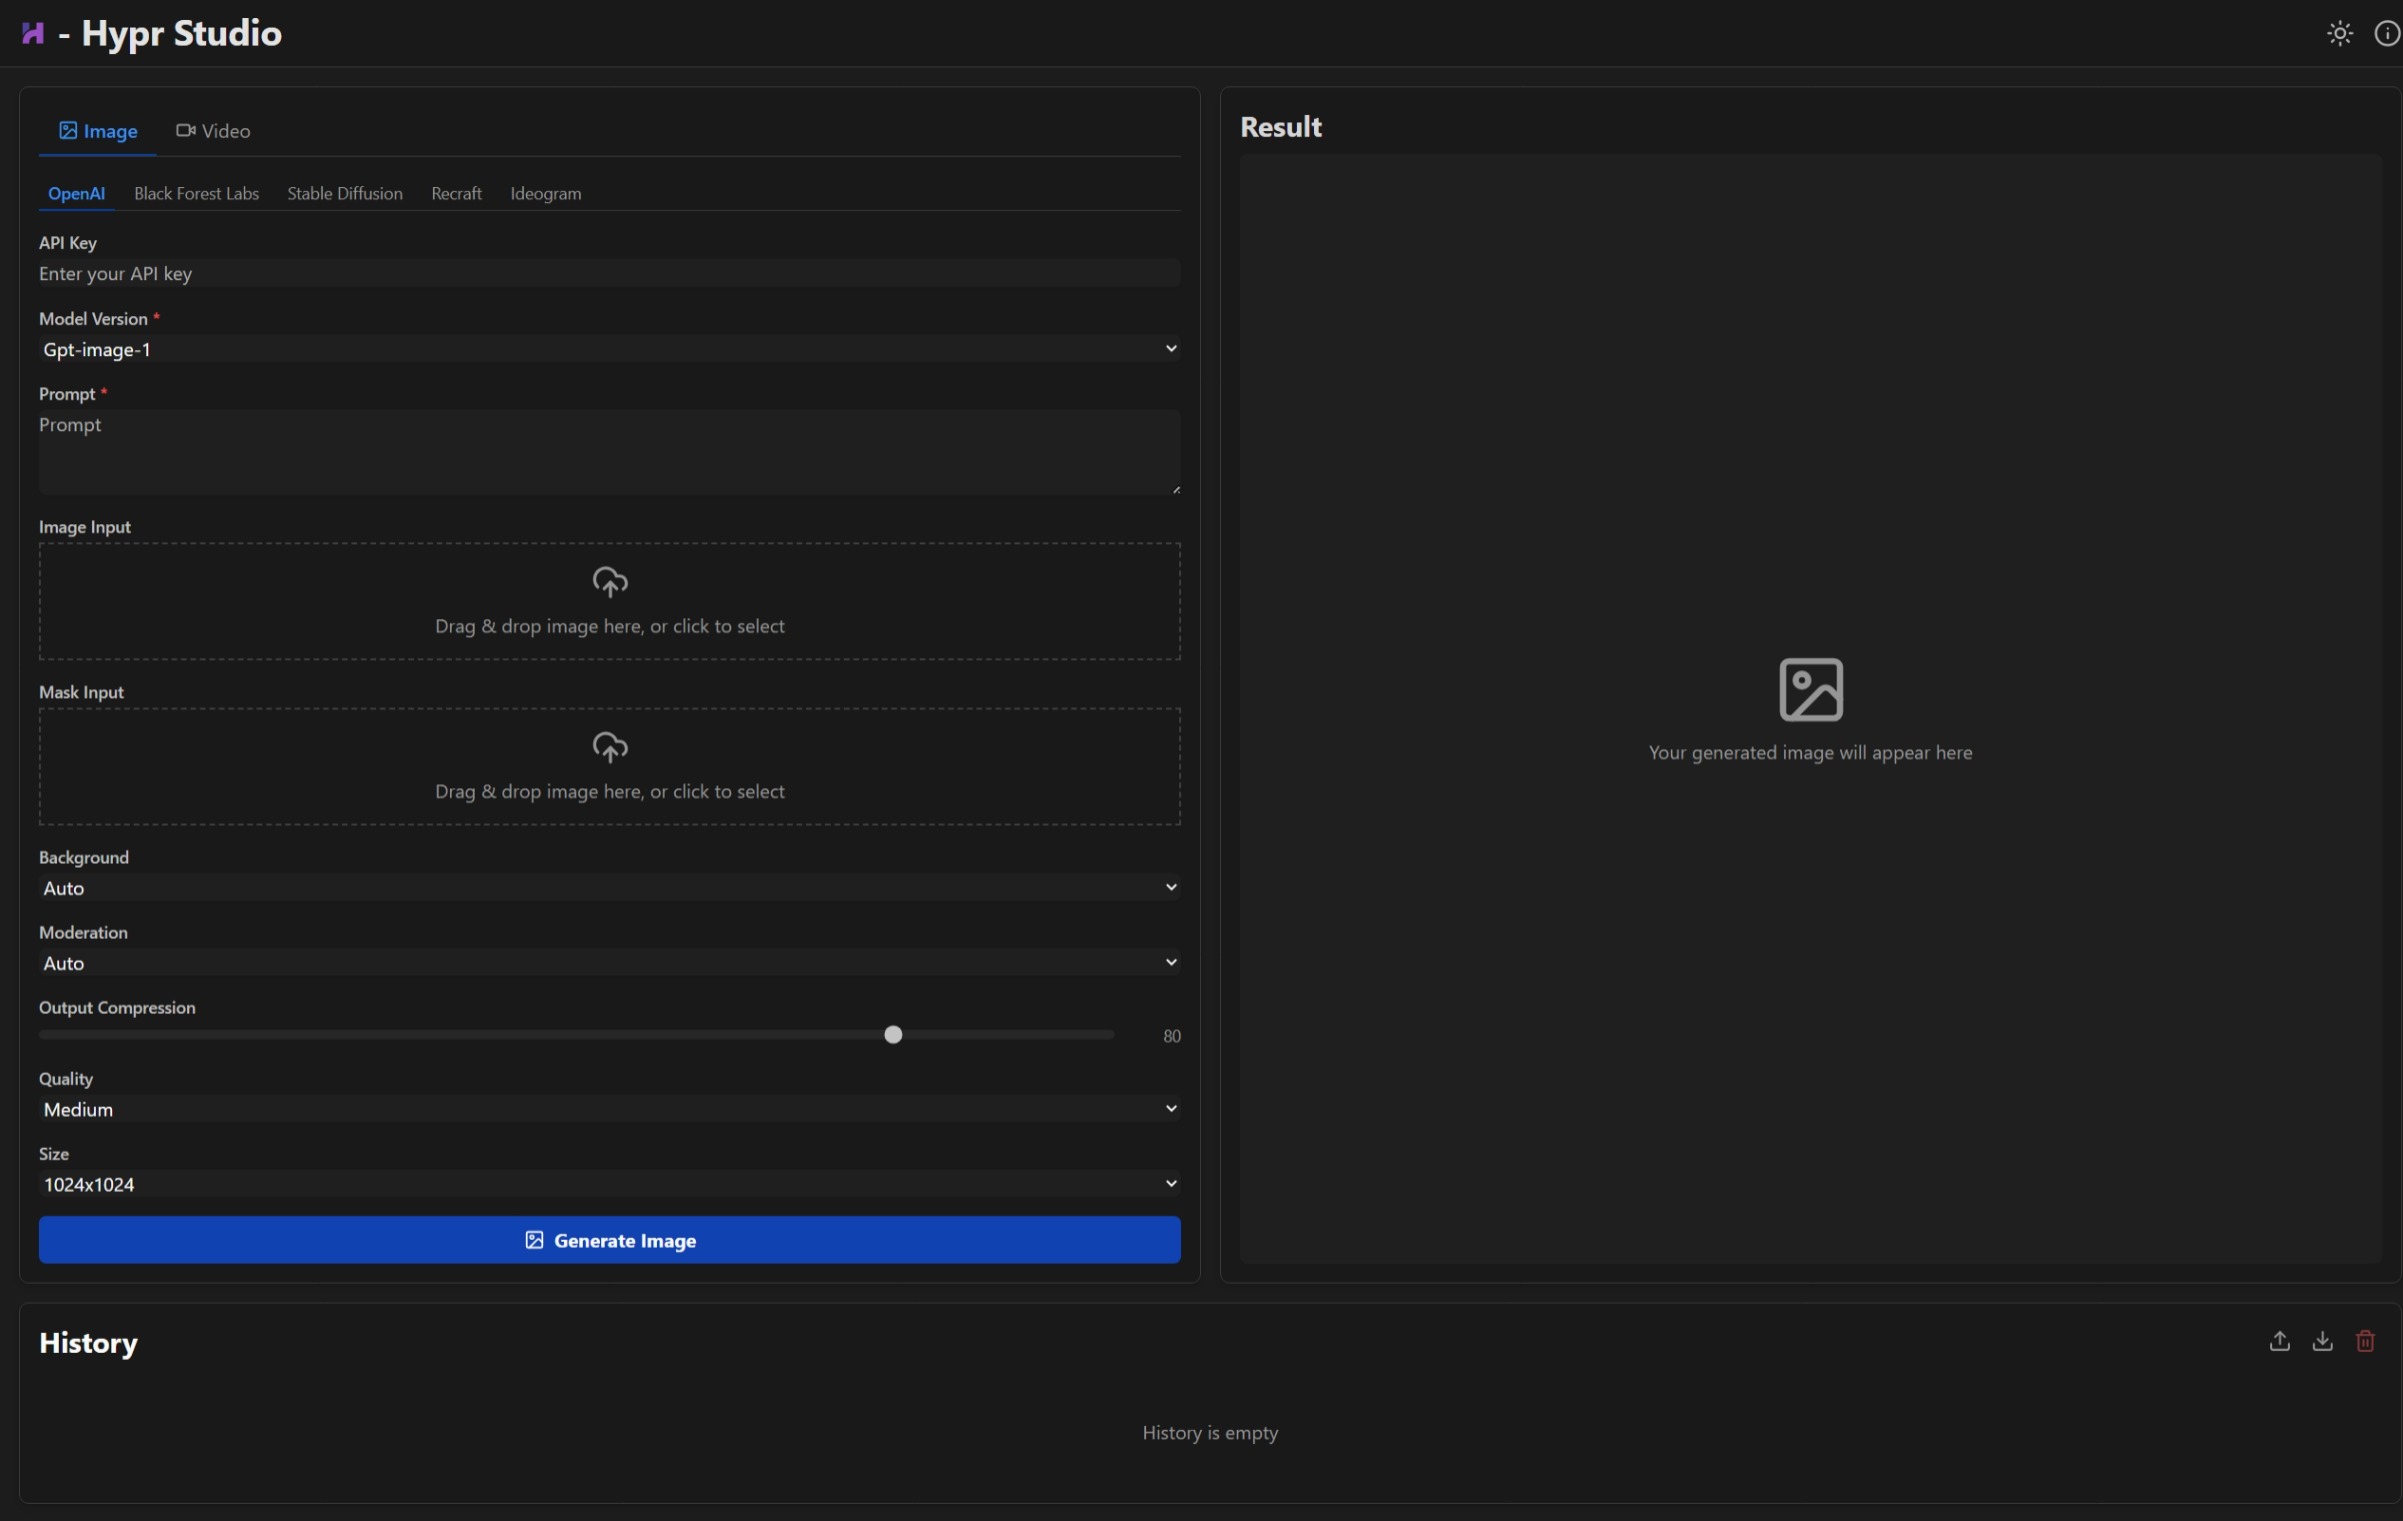 - Hypr Studio
Image
Video
OpenAI
Black Forest Labs
Stable Diffusion
Recraft
Ideogram
API Key
Enter your API key
Model Version *
Gpt-image-1
Prompt *
Prompt
Image Input
Drag & drop image here, or click to select
Mask Input
Drag & drop image here, or click to select
Background
Auto
Moderation
Auto
Output Compression
80
Quality
Medium
Size
1024x1024
Generate Image
Result
Your generated image will appear here
History
History is empty